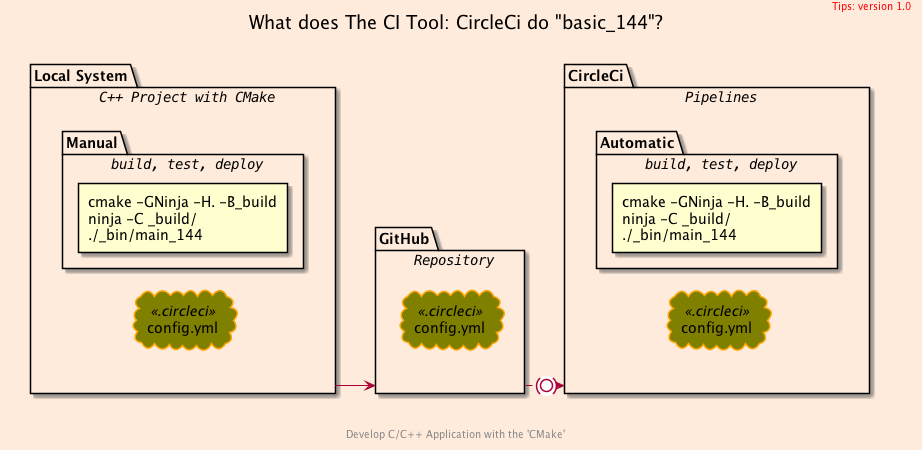 Tips: version 1.0
What does The CI Tool: CircleCi do "basic_144"?
Local System
C++ Project with CMake
Manual
build, test, deploy
cmake -GNinja -H. -B_build
ninja -C _build/
./_bin/main_144
«.circleci»
config.yml
GitHub
Repository
«.circleci»
config.yml
CircleCi
Pipelines
Automatic
build, test, deploy
cmake -GNinja -H. -B_build
ninja -C _build/
./_bin/main_144
«.circleci»
config.yml
Develop C/C++ Application with the 'CMake'